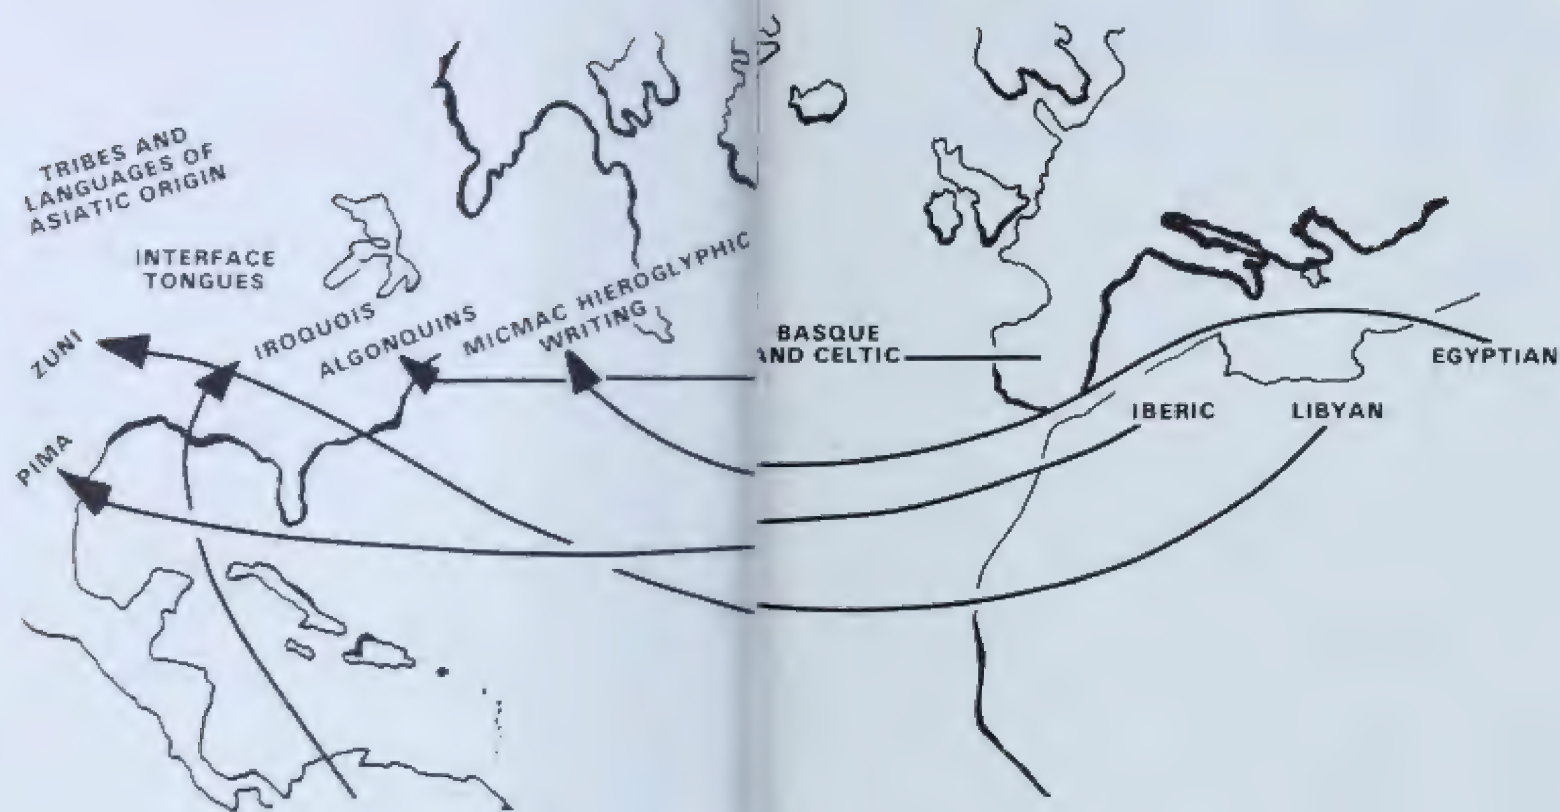 TRIBES AND
LANGUAGES OF
ASIATIC ORIGIN
INTERFACE
TONGUES
ZUNI
IROQUOIS
ALGONQUINS
MICMAC HIEROGLYPHIC
WRITING
PIMA
BASQUE
AND CELTIC
EGYPTIAN
IBERIC
LIBYAN